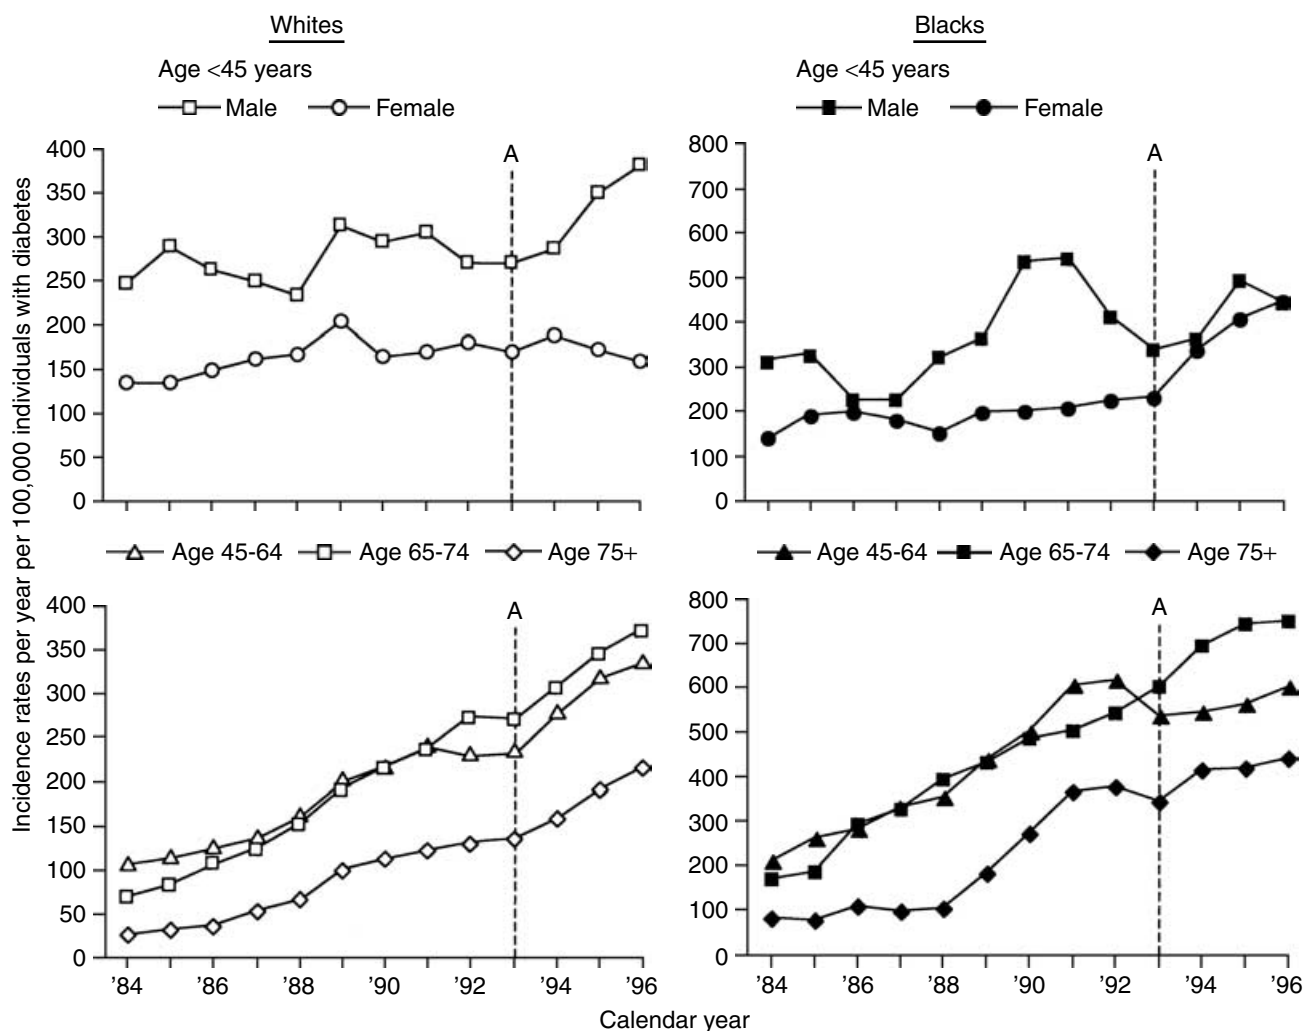 Whites
Blacks
Age <45 years
Age <45 years
Male Female
Male Female
Incidence rates per year per 100,000 individuals with diabetes
400
350
300
250
200
150
100
50
0
A
800
700
600
500
400
300
200
100
0
A
Age 45-64 Age 65-74 Age 75+
Age 45-64 Age 65-74 Age 75+
400
350
300
250
200
150
100
50
0
A
'84 '86 '88 '90 '92 '94 '96
800
700
600
500
400
300
200
100
0
A
'84 '86 '88 '90 '92 '94 '96
Calendar year